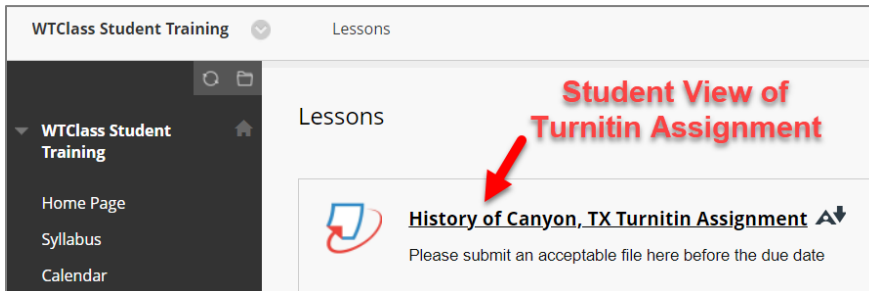 WTClass Student Training
Lessons
WTClass Student
Training
Home Page
Syllabus
Calendar
Lessons
Student View of
Turnitin Assignment
History of Canyon, TX Turnitin Assignment
Please submit an acceptable file here before the due date